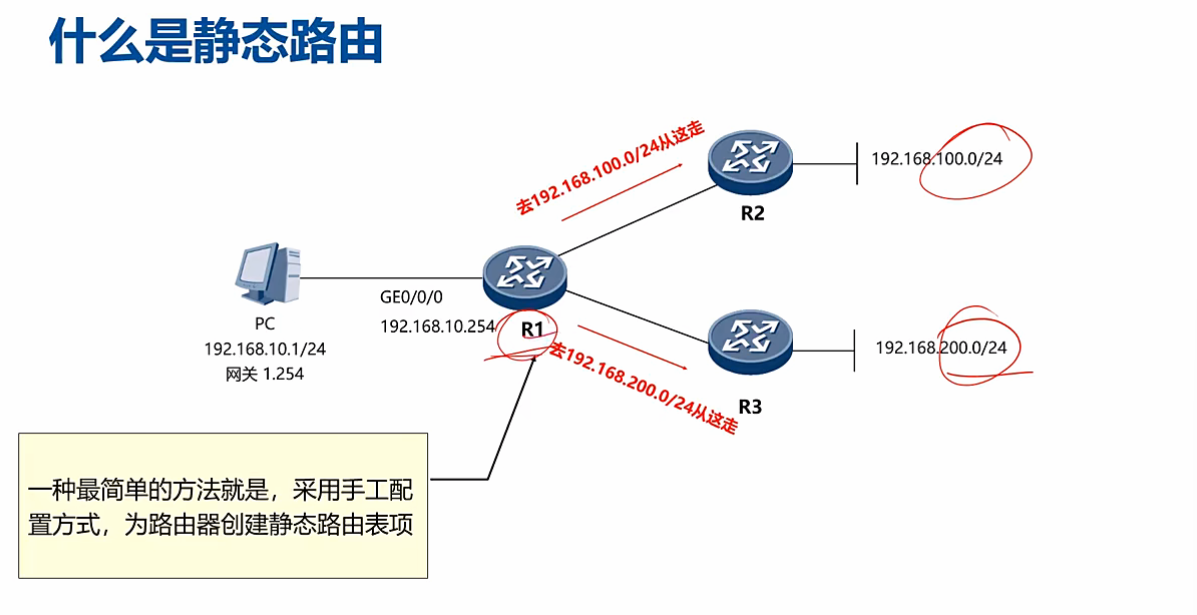 什么是静态路由
去192.168.100.0/24从这走
192.168.100.0/24
R2
GE0/0/0
192.168.10.254
R1
PC
192.168.10.1/24
网关 1.254
去192.168.200.0/24从这走
192.168.200.0/24
R3
一种最简单的方法就是，采用手工配
置方式，为路由器创建静态路由表项